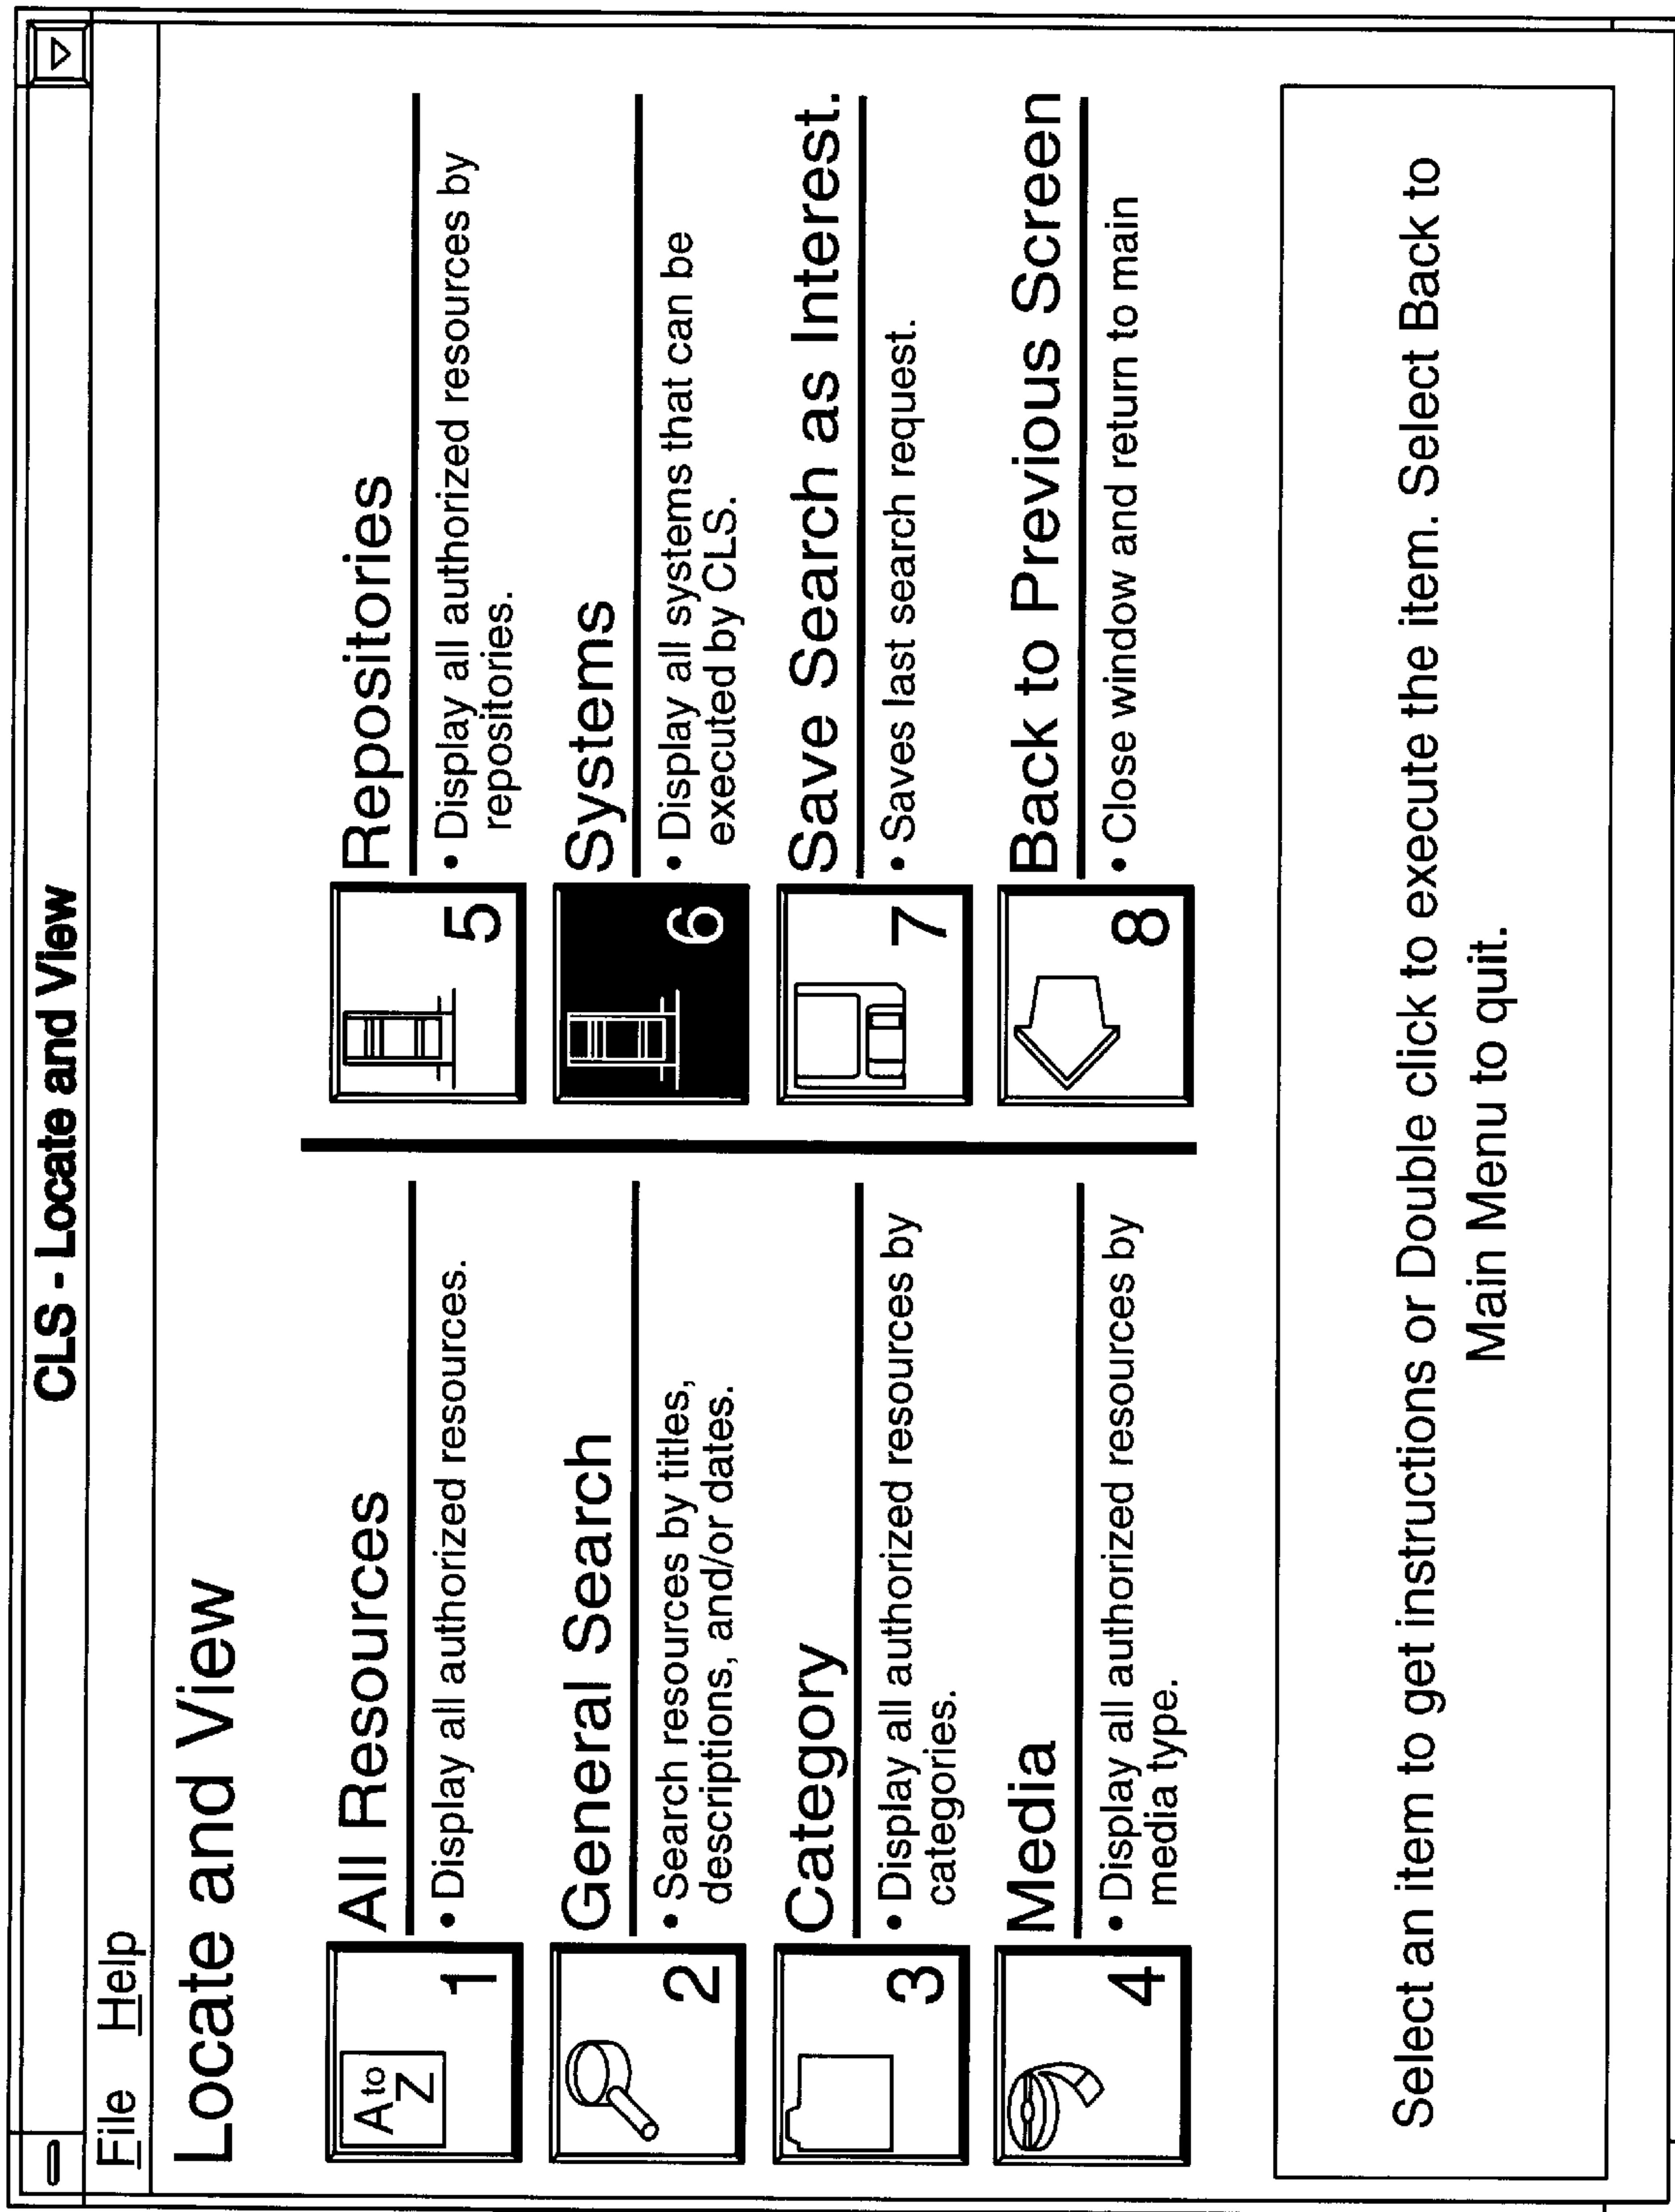 CLS - Locate and View
File Help
Locate and View
A to
Z
1
All Resources
• Display all authorized resources.
2
General Search
• Search resources by titles,
descriptions, and/or dates.
3
Category
• Display all authorized resources by
categories.
4
Media
• Display all authorized resources by
media type.
5
Repositories
• Display all authorized resources by
repositories.
6
Systems
• Display all systems that can be
executed by CLS.
7
Save Search as Interest.
• Saves last search request.
8
Back to Previous Screen
• Close window and return to main
Select an item to get instructions or Double click to execute the item. Select Back to
Main Menu to quit.